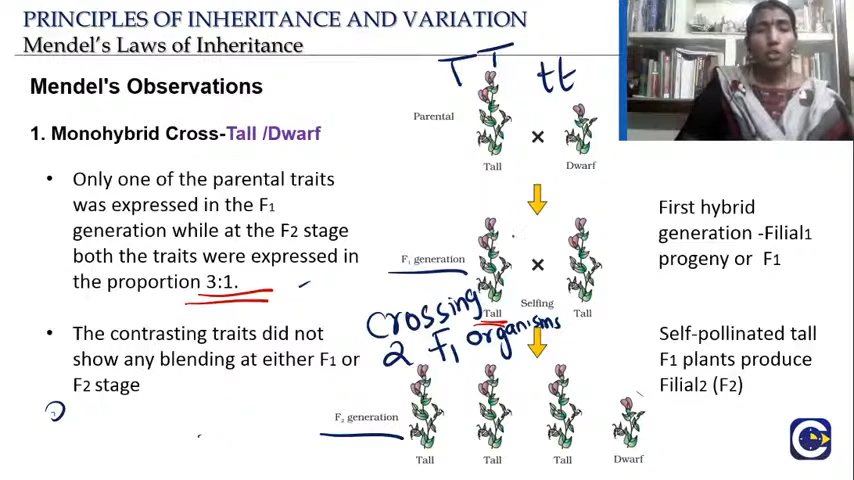 PRINCIPLES OF INHERITANCE AND VARIATION
Mendel's Laws of Inheritance
Mendel's Observations
1. Monohybrid Cross-Tall /Dwarf
• Only one of the parental traits
was expressed in the F1
generation while at the F2 stage
both the traits were expressed in
the proportion 3:1.
• The contrasting traits did not
show any blending at either F1 or
F2 stage
TT
tt
Parental
×
Tall
Dwarf
F1 generation
×
Tall
Selfing
Tall
crossing
2 F1 organisms
F2 generation
Tall
Tall
Tall
Dwarf
First hybrid
generation -Filial1
progeny or F1
Self-pollinated tall
F1 plants produce
Filial2 (F2)